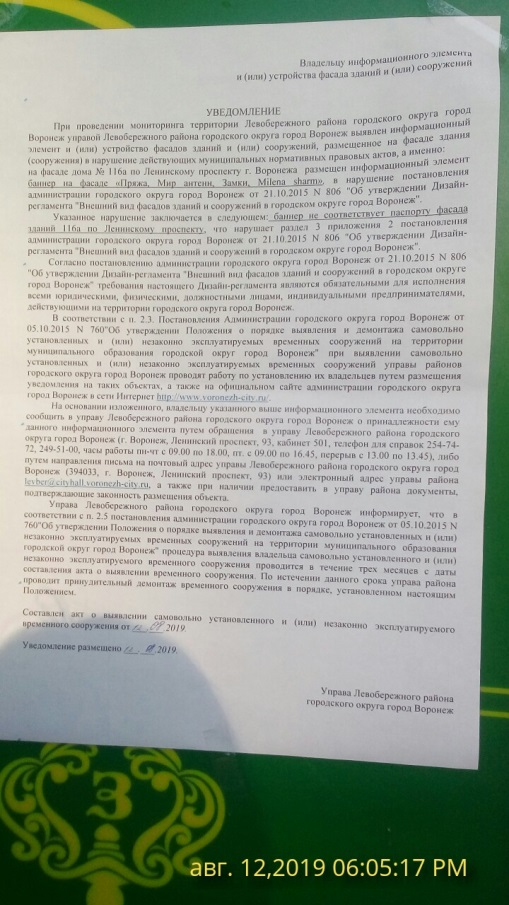 Владельцу информационного элемента
и (или) устройства фасада зданий и (или) сооружений
УВЕДОМЛЕНИЕ
При проведении мониторинга территории Левобережного района городского округа город
Воронеж управой Левобережного района городского округа город Воронеж выявлен информационный
элемент и (или) устройство фасадов зданий и (или) сооружений, размещенное на фасаде здания
(сооружения) в нарушение действующих муниципальных нормативных правовых актов, а именно:
на фасаде дома № 116а по Ленинскому проспекту г. Воронежа размещен информационный элемент
баннер на фасаде «Пряжа, Мир антенн, Замки, Milena sharm», в нарушение постановления
администрации городского округа город Воронеж от 21.10.2015 N 806 "Об утверждении Дизайн-
регламента "Внешний вид фасадов зданий и сооружений в городском округе город Воронеж".
Указанное нарушение заключается в следующем: баннер не соответствует паспорту фасада
зданий 116а по Ленинскому проспекту, что нарушает раздел 3 приложения 2 постановления
администрации городского округа город Воронеж от 21.10.2015 N 806 "Об утверждении Дизайн-
регламента "Внешний вид фасадов зданий и сооружений в городском округе город Воронеж".
Согласно постановлению администрации городского округа город Воронеж от 21.10.2015 N 806
"Об утверждении Дизайн-регламента "Внешний вид фасадов зданий и сооружений в городском округе
город Воронеж" требования настоящего Дизайн-регламента являются обязательными для исполнения
всеми юридическими, физическими, должностными лицами, индивидуальными предпринимателями,
действующими на территории городского округа город Воронеж.
В соответствии с п. 2.3. Постановления Администрации городского округа город Воронеж от
05.10.2015 N 760"Об утверждении Положения о порядке выявления и демонтажа самовольно
установленных и (или) незаконно эксплуатируемых временных сооружений на территории
муниципального образования городской округ город Воронеж" при выявлении самовольно
установленных и (или) незаконно эксплуатируемых временных сооружений управы районов
городского округа город Воронеж проводят работу по установлению их владельцев путем размещения
уведомления на таких объектах, а также на официальном сайте администрации городского округа
город Воронеж в сети Интернет http://www.voronezh-city.ru/.
На основании изложенного, владельцу указанного выше информационного элемента необходимо
сообщить в управу Левобережного района городского округа город Воронеж о принадлежности ему
данного информационного элемента путем обращения в управу Левобережного района городского
округа город Воронеж (г. Воронеж, Ленинский проспект, 93, кабинет 501, телефон для справок 254-74-
72, 249-51-00, часы работы пн-чт с 09.00 по 18.00, пт. с 09.00 по 16.45, перерыв с 13.00 по 13.45), либо
путем направления письма на почтовый адрес управы Левобережного района городского округа город
Воронеж (394033, г. Воронеж, Ленинский проспект, 93) или электронный адрес управы района
levber@cityhall.voronezh-city.ru, а также при наличии предоставить в управу района документы,
подтверждающие законность размещения объекта.
Управа Левобережного района городского округа город Воронеж информирует, что в
соответствии с п. 2.5 постановления администрации городского округа город Воронеж от 05.10.2015 N
760"Об утверждении Положения о порядке выявления и демонтажа самовольно установленных и (или)
незаконно эксплуатируемых временных сооружений на территории муниципального образования
городской округ город Воронеж" процедура выявления владельца самовольно установленного и (или)
незаконно эксплуатируемого временного сооружения проводится в течение трех месяцев с даты
составления акта о выявлении временного сооружения. По истечении данного срока управа района
проводит принудительный демонтаж временного сооружения в порядке, установленном настоящим
Положением.
Составлен акт о выявлении самовольно установленного и (или) незаконно эксплуатируемого
временного сооружения от 12.08.2019.
Уведомление размещено 12.08.2019.
Управа Левобережного района
городского округа город Воронеж
авг. 12,2019 06:05:17 PM